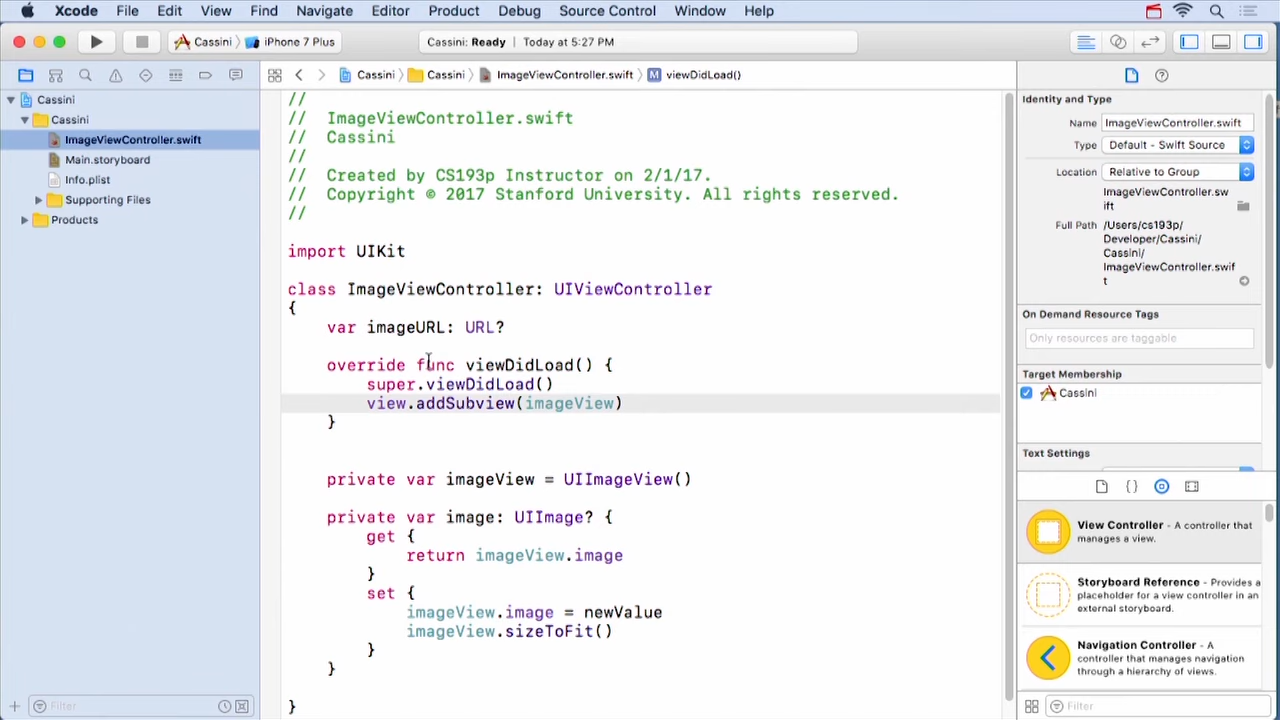 Xcode File Edit View Find Navigate Editor Product Debug Source Control Window Help
Cassini iPhone 7 Plus Cassini: Ready | Today at 5:27 PM
Cassini Cassini ImageViewController.swift M viewDidLoad()
Cassini
Cassini
ImageViewController.swift
Main.storyboard
Info.plist
Supporting Files
Products
Filter
//
// ImageViewController.swift
// Cassini
//
// Created by CS193p Instructor on 2/1/17.
// Copyright © 2017 Stanford University. All rights reserved.
//
import UIKit
class ImageViewController: UIViewController
{
var imageURL: URL?
override func viewDidLoad() {
super.viewDidLoad()
view.addSubview(imageView)
}
private var imageView = UIImageView()
private var image: UIImage? {
get {
return imageView.image
}
set {
imageView.image = newValue
imageView.sizeToFit()
}
}
}
Identity and Type
Name ImageViewController.swift
Type Default - Swift Source
Location Relative to Group
ImageViewController.sw
ift
Full Path /Users/cs193p/
Developer/Cassini/
Cassini/
ImageViewController.swif
t
On Demand Resource Tags
Only resources are taggable
Target Membership
Cassini
Text Settings
{ }
View Controller - A controller that
manages a view.
Storyboard Reference - Provides a
placeholder for a view controller in an
external storyboard.
Navigation Controller - A
controller that manages navigation
through a hierarchy of views.
Filter